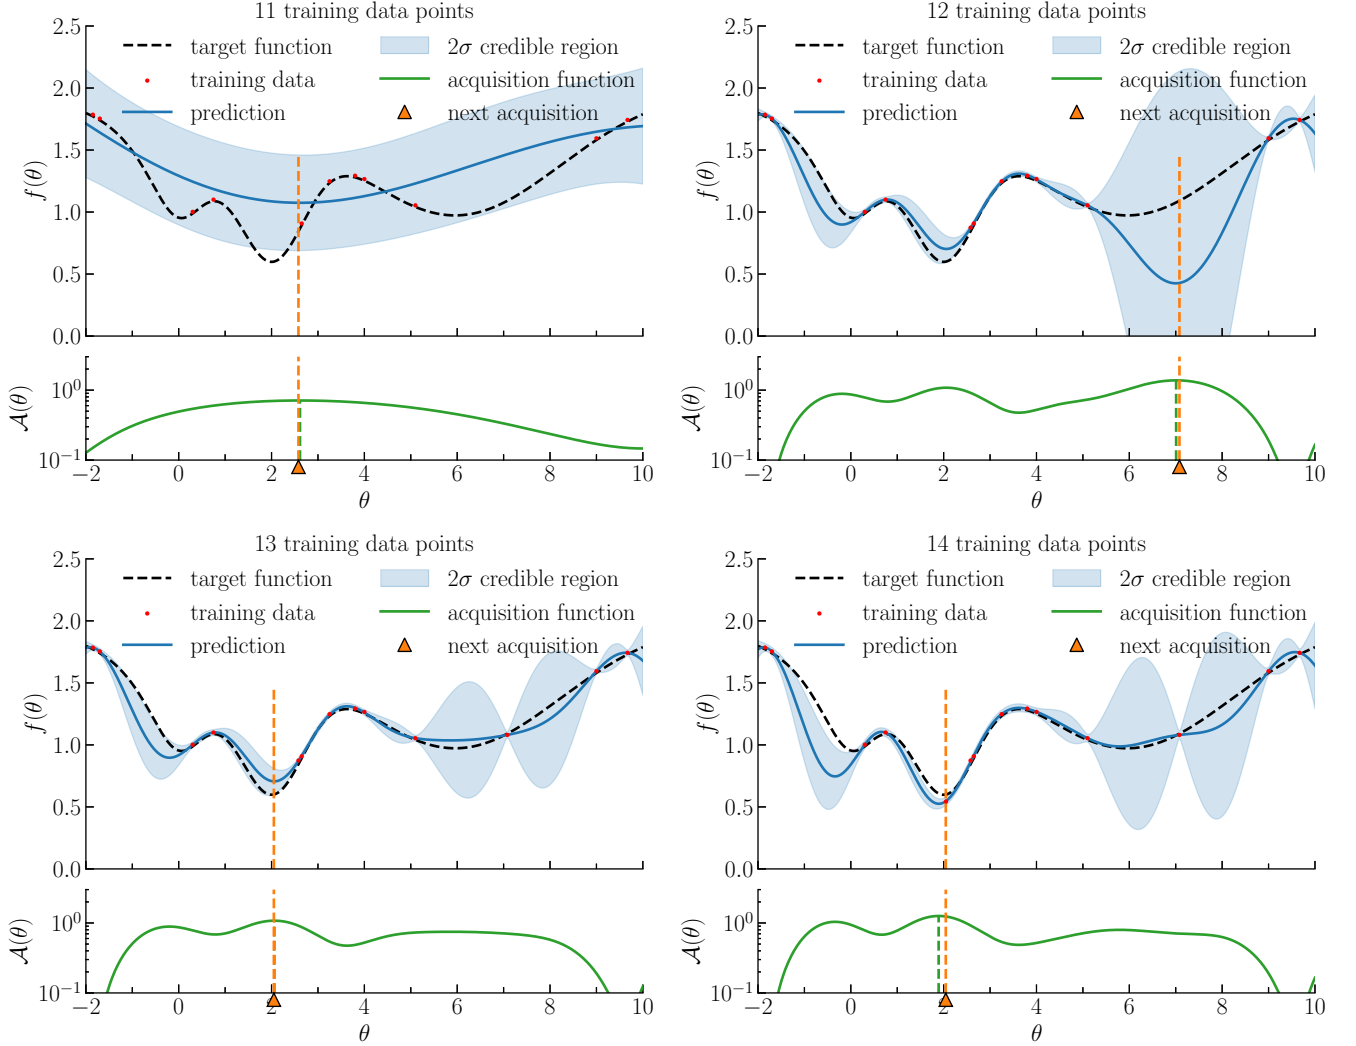 11 training data points
2.5
2.0
1.5
1.0
0.5
0.0
f(θ)
target function
training data
prediction
2σ credible region
acquisition function
next acquisition
10⁰
10⁻¹
𝒜(θ)
−2 0 2 4 6 8 10
θ
12 training data points
2.5
2.0
1.5
1.0
0.5
0.0
f(θ)
target function
training data
prediction
2σ credible region
acquisition function
next acquisition
10⁰
10⁻¹
𝒜(θ)
−2 0 2 4 6 8 10
θ
13 training data points
2.5
2.0
1.5
1.0
0.5
0.0
f(θ)
target function
training data
prediction
2σ credible region
acquisition function
next acquisition
10⁰
10⁻¹
𝒜(θ)
−2 0 2 4 6 8 10
θ
14 training data points
2.5
2.0
1.5
1.0
0.5
0.0
f(θ)
target function
training data
prediction
2σ credible region
acquisition function
next acquisition
10⁰
10⁻¹
𝒜(θ)
−2 0 2 4 6 8 10
θ